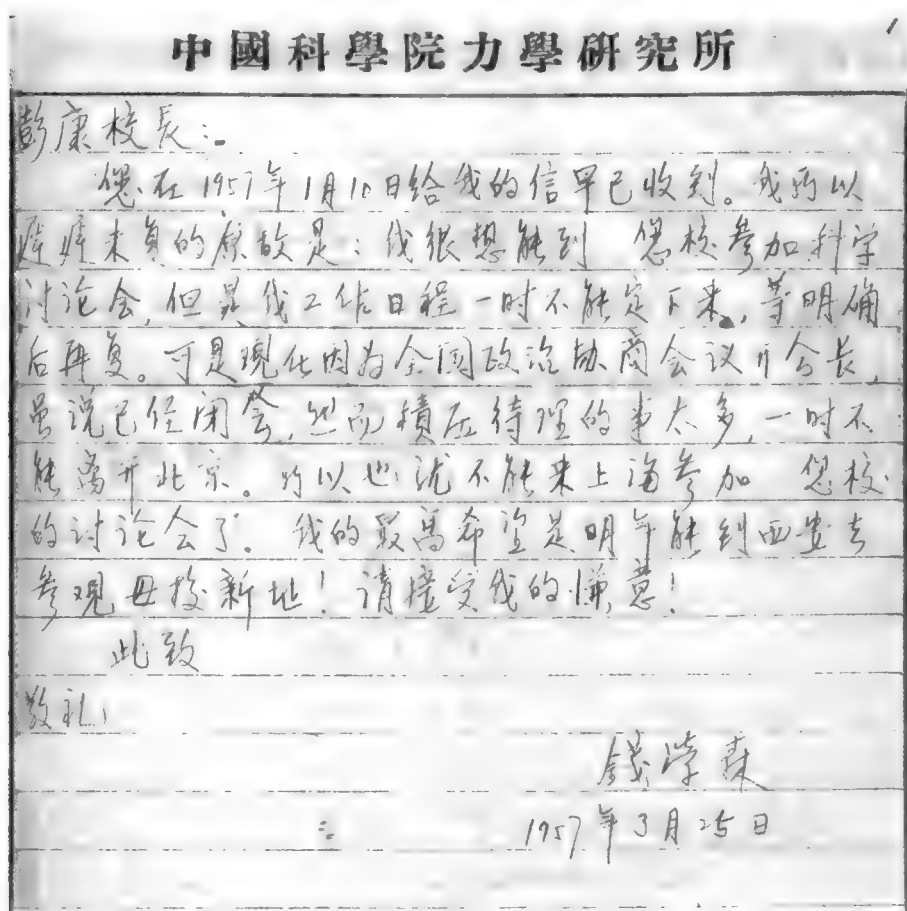 1
中國科學院力學研究所
彭康校长:
您在1957年1月10日给我的信早已收到。我所以
迟迟未复的原故是:我很想能到 您校参加科学
讨论会,但是我工作日程一时不能定下来,等明确
后再复。可是现在因为全国政治协商会议开会长,
虽说已经闭會,然而積压待理的事太多,一时不
能离开北京。所以也就不能来上海参加 您校
的讨论会了。我的最高希望是明年能到西安去
参观母校新址!请接受我的慊意!
此致
敬礼!
錢学森
1957年3月25日